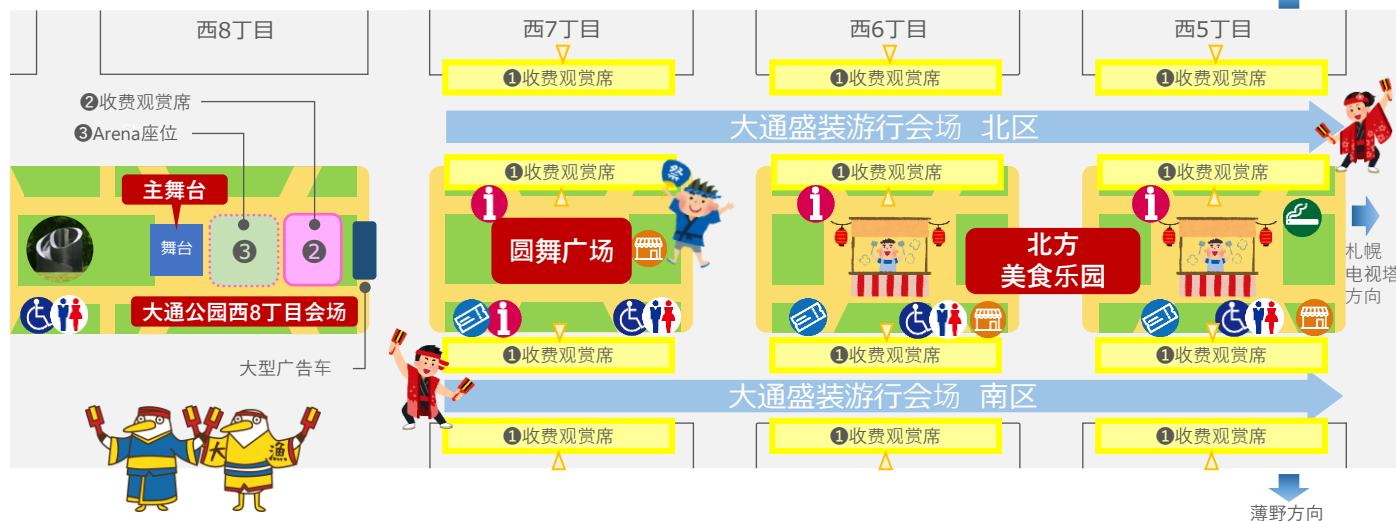 西8丁目
西7丁目
西6丁目
西5丁目
❶收费观赏席
❶收费观赏席
❶收费观赏席
❷收费观赏席
❸Arena座位
大通盛装游行会场 北区
❶收费观赏席
❶收费观赏席
❶收费观赏席
祭
主舞台
舞台
❸
❷
圆舞广场
北方
美食乐园
札幌
电视塔
方向
大通公园西8丁目会场
大型广告车
❶收费观赏席
❶收费观赏席
❶收费观赏席
大通盛装游行会场 南区
❶收费观赏席
❶收费观赏席
❶收费观赏席
大漁
薄野方向